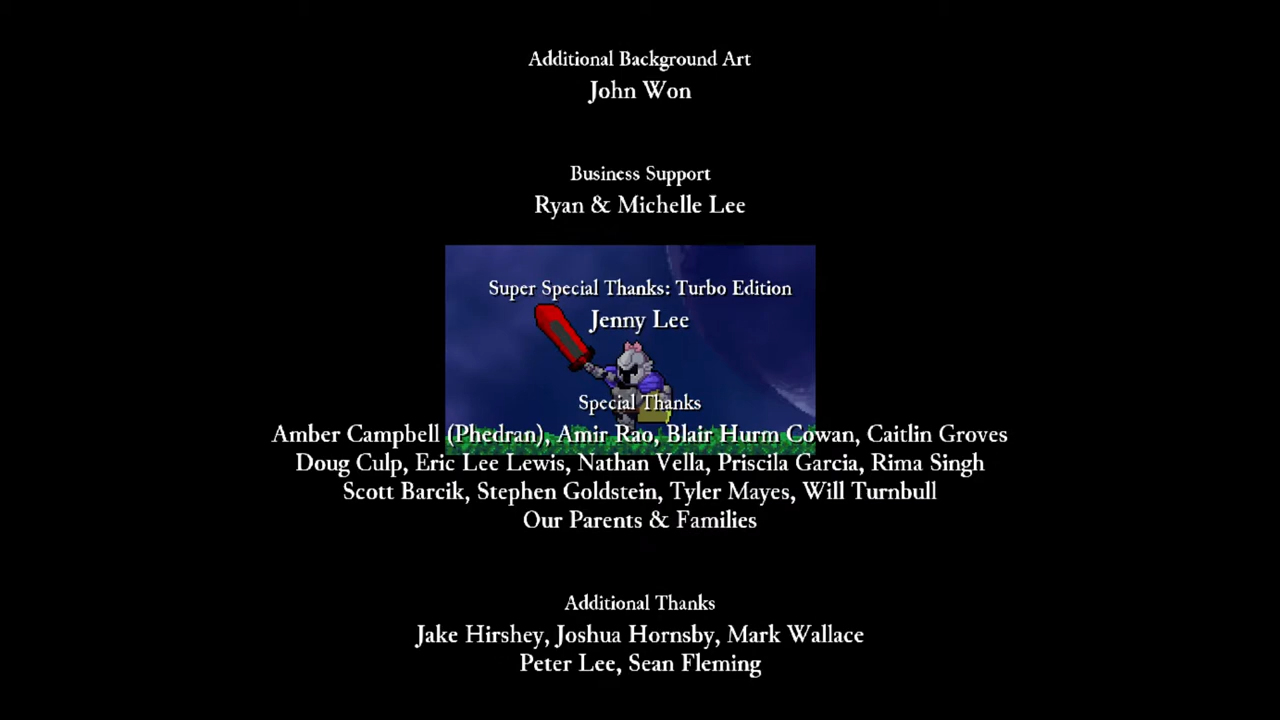 Additional Background Art
John Won
Business Support
Ryan & Michelle Lee
Super Special Thanks: Turbo Edition
Jenny Lee
Special Thanks
Amber Campbell (Phedran), Amir Rao, Blair Hurm Cowan, Caitlin Groves
Doug Culp, Eric Lee Lewis, Nathan Vella, Priscila Garcia, Rima Singh
Scott Barcik, Stephen Goldstein, Tyler Mayes, Will Turnbull
Our Parents & Families
Additional Thanks
Jake Hirshey, Joshua Hornsby, Mark Wallace
Peter Lee, Sean Fleming